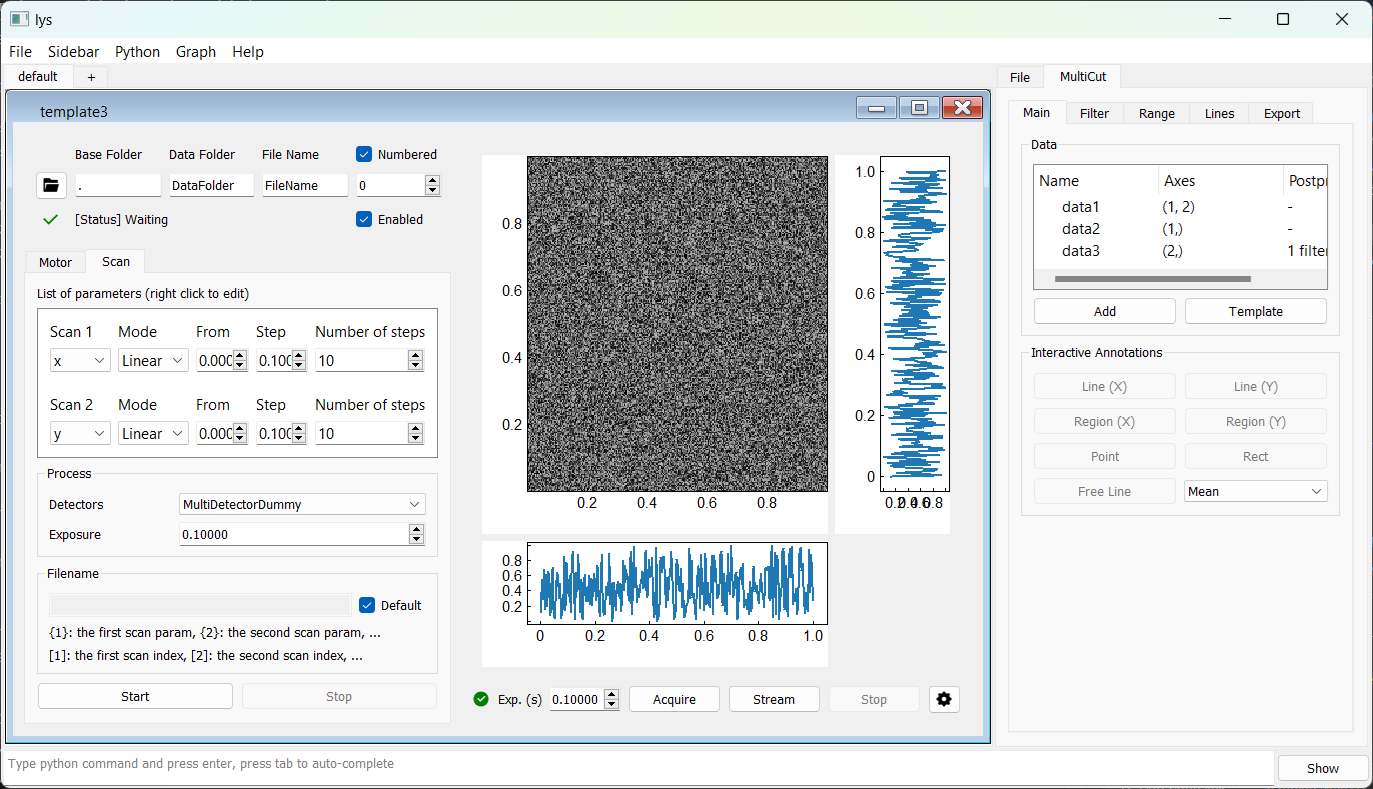 lys
File Sidebar Python Graph Help
default +
template3
Base Folder Data Folder File Name Numbered
. DataFolder FileName 0
[Status] Waiting Enabled
Motor Scan
List of parameters (right click to edit)
Scan 1 Mode From Step Number of steps
x Linear 0.000 0.100 10
Scan 2 Mode From Step Number of steps
y Linear 0.000 0.100 10
Process
Detectors MultiDetectorDummy
Exposure 0.10000
Filename
Default
{1}: the first scan param, {2}: the second scan param, ...
[1]: the first scan index, [2]: the second scan index, ...
Start Stop
0.8
0.6
0.4
0.2
0.2 0.4 0.6 0.8
1.0
0.8
0.6
0.4
0.2
0
0.2 0.4 0.6 0.8
0.8
0.6
0.4
0.2
0 0.2 0.4 0.6 0.8 1.0
Exp. (s) 0.10000 Acquire Stream Stop
File MultiCut
Main Filter Range Lines Export
Data
Name Axes Postpr
data1 (1, 2) -
data2 (1,) -
data3 (2,) 1 filter
Add Template
Interactive Annotations
Line (X) Line (Y)
Region (X) Region (Y)
Point Rect
Free Line Mean
Type python command and press enter, press tab to auto-complete
Show